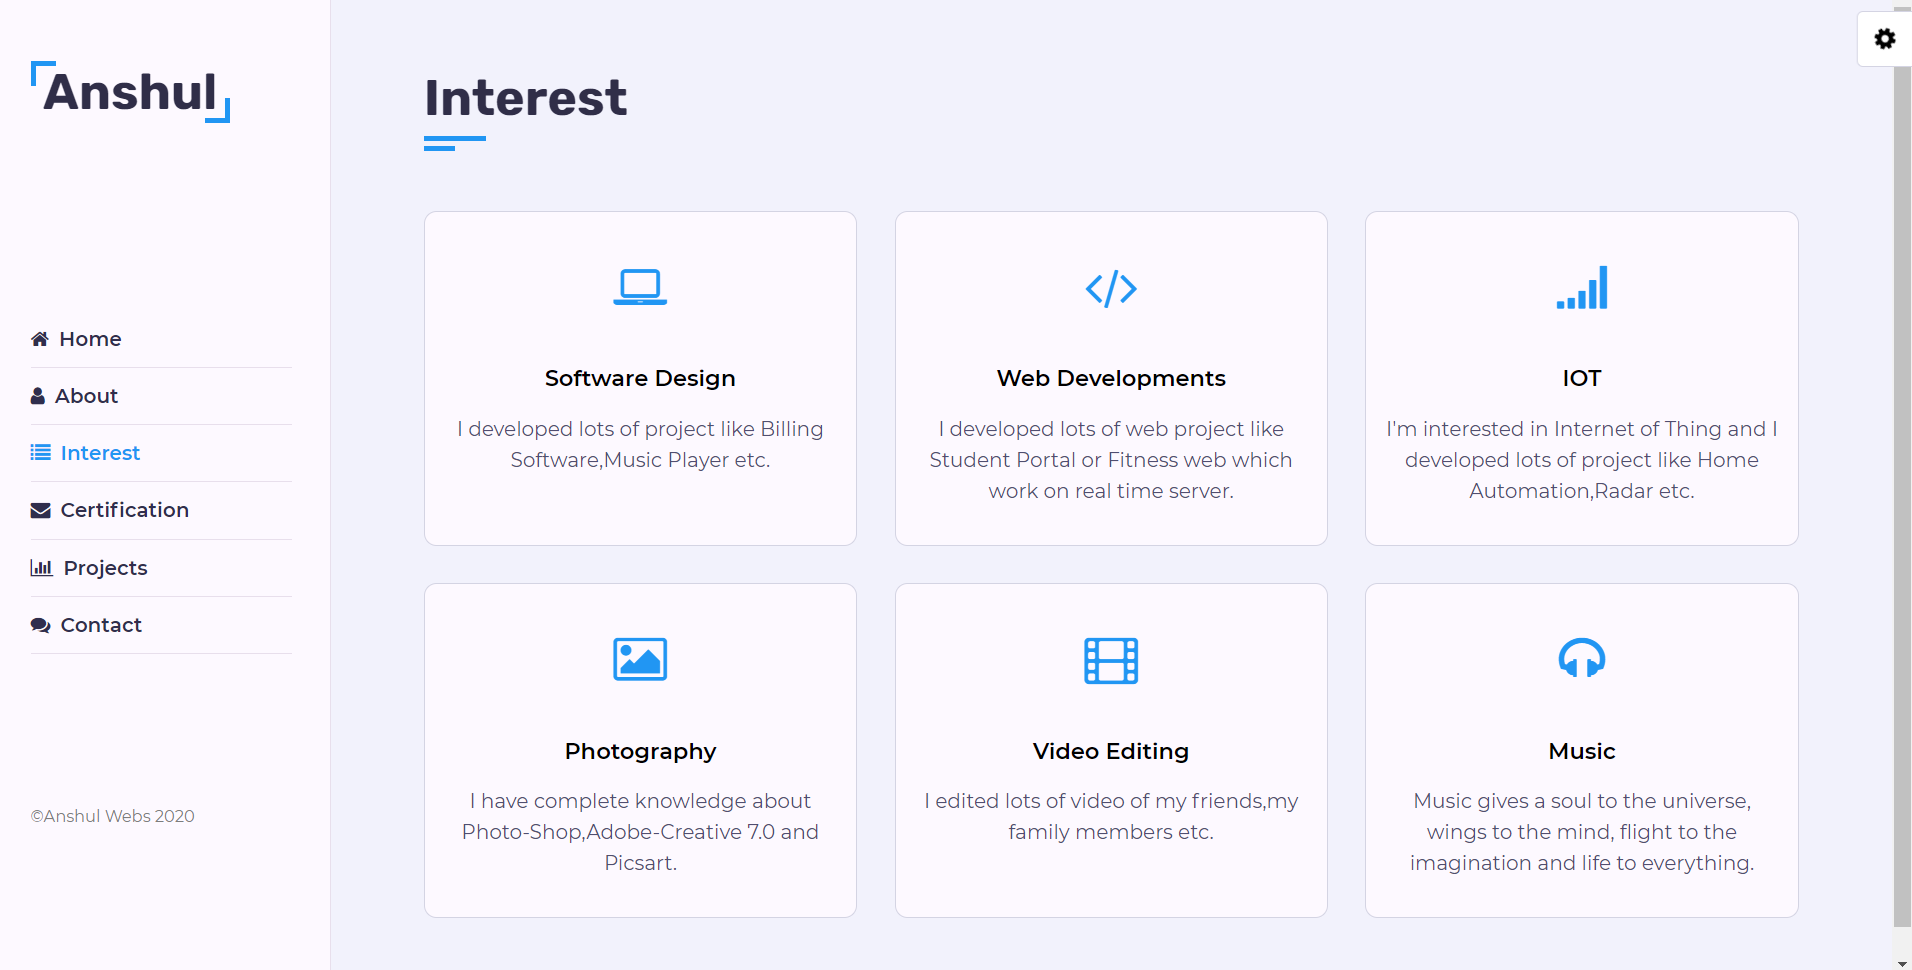 Anshul
Home
About
Interest
Certification
Projects
Contact
©Anshul Webs 2020
Interest
Software Design
I developed lots of project like Billing
Software,Music Player etc.
Web Developments
I developed lots of web project like
Student Portal or Fitness web which
work on real time server.
IOT
I'm interested in Internet of Thing and I
developed lots of project like Home
Automation,Radar etc.
Photography
I have complete knowledge about
Photo-Shop,Adobe-Creative 7.0 and
Picsart.
Video Editing
I edited lots of video of my friends,my
family members etc.
Music
Music gives a soul to the universe,
wings to the mind, flight to the
imagination and life to everything.